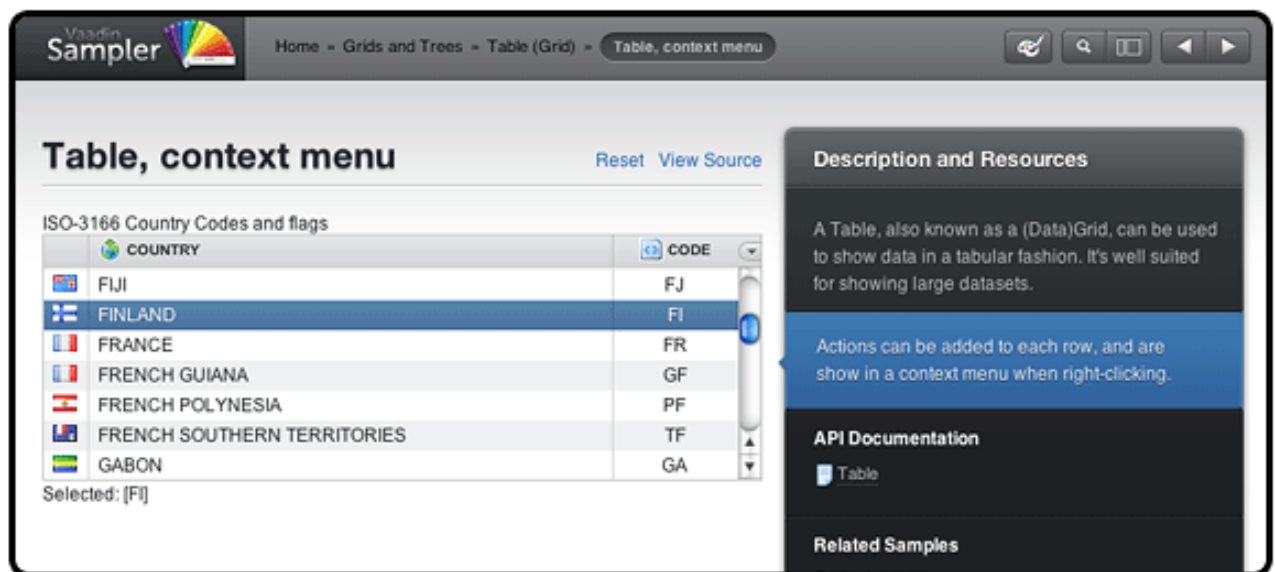 Vaadin
Sampler
Home » Grids and Trees » Table (Grid) » Table, context menu
Table, context menu
Reset View Source
ISO-3166 Country Codes and flags
COUNTRY CODE
FIJI FJ
FINLAND FI
FRANCE FR
FRENCH GUIANA GF
FRENCH POLYNESIA PF
FRENCH SOUTHERN TERRITORIES TF
GABON GA
Selected: [FI]
Description and Resources
A Table, also known as a (Data)Grid, can be used
to show data in a tabular fashion. It's well suited
for showing large datasets.
Actions can be added to each row, and are
show in a context menu when right-clicking.
API Documentation
Table
Related Samples